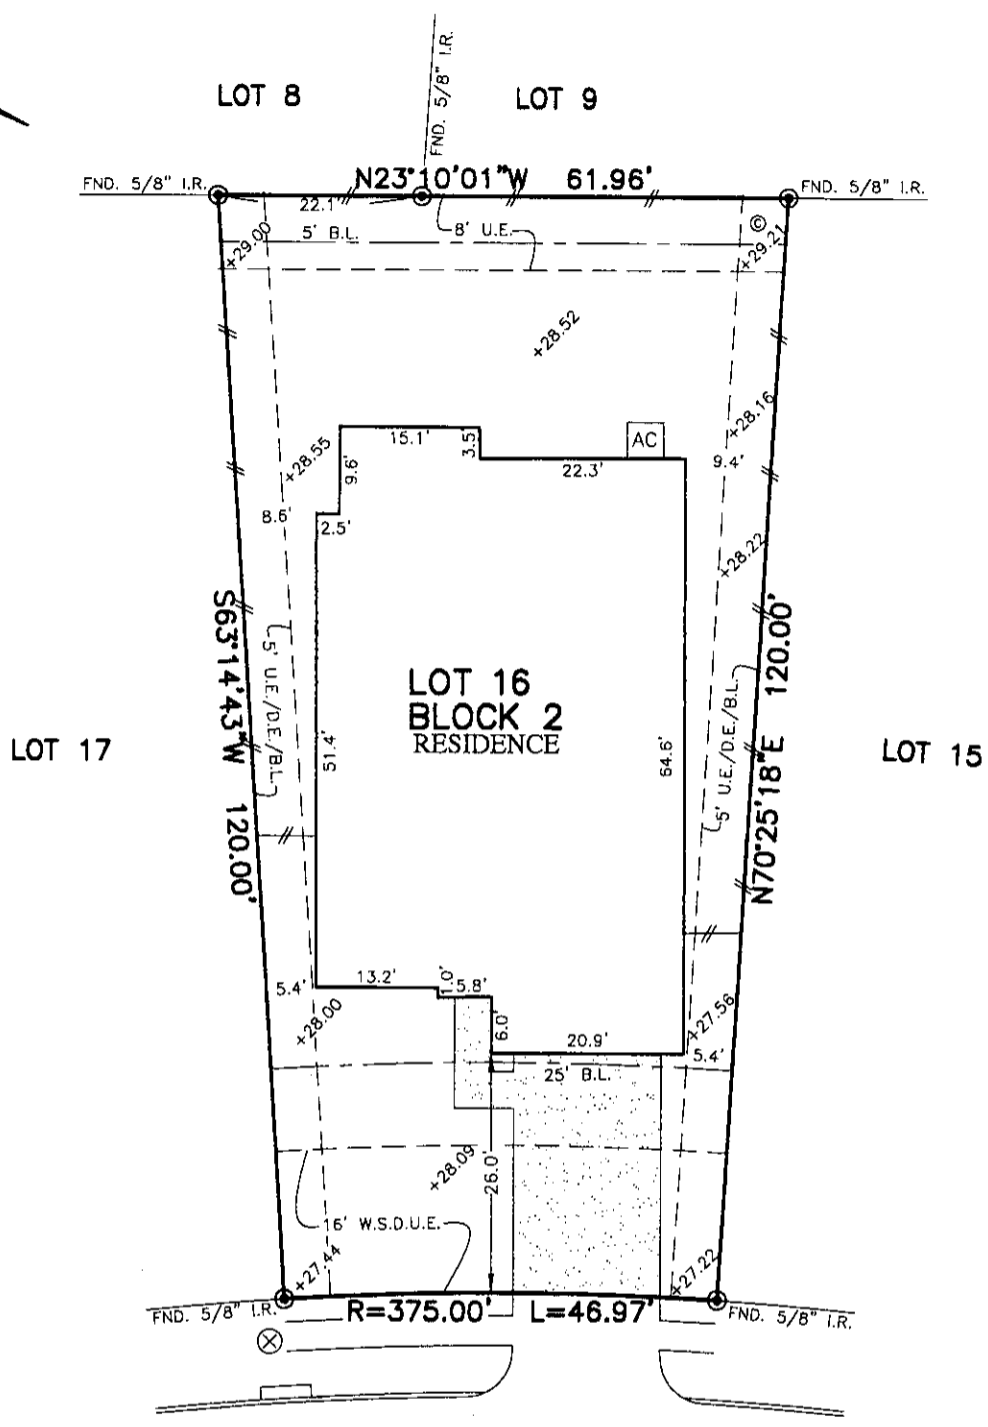 LOT 8
LOT 9
FND. 5/8" I.R.
FND. 5/8" I.R.
N23°10'01"W 61.96'
FND. 5/8" I.R.
22.1'
5' B.L.
8' U.E.
©
+29.00
+29.21
+28.52
+28.16
+28.55
15.1'
3.5'
AC
9.6'
22.3'
9.4'
8.6'
2.5'
+28.22
S63°14'43"W 120.00'
5' U.E./D.E./B.L.
LOT 16
BLOCK 2
RESIDENCE
51.4'
64.6'
5' U.E./D.E./B.L.
N70°25'18"E 120.00'
LOT 17
LOT 15
13.2'
1.0'
5.8'
5.4'
+28.00
6.0'
20.9'
+27.56
5.4'
25' B.L.
+28.09
26.0'
16' W.S.D.U.E.
+27.44
+27.22
FND. 5/8" I.R.
R=375.00' L=46.97'
FND. 5/8" I.R.